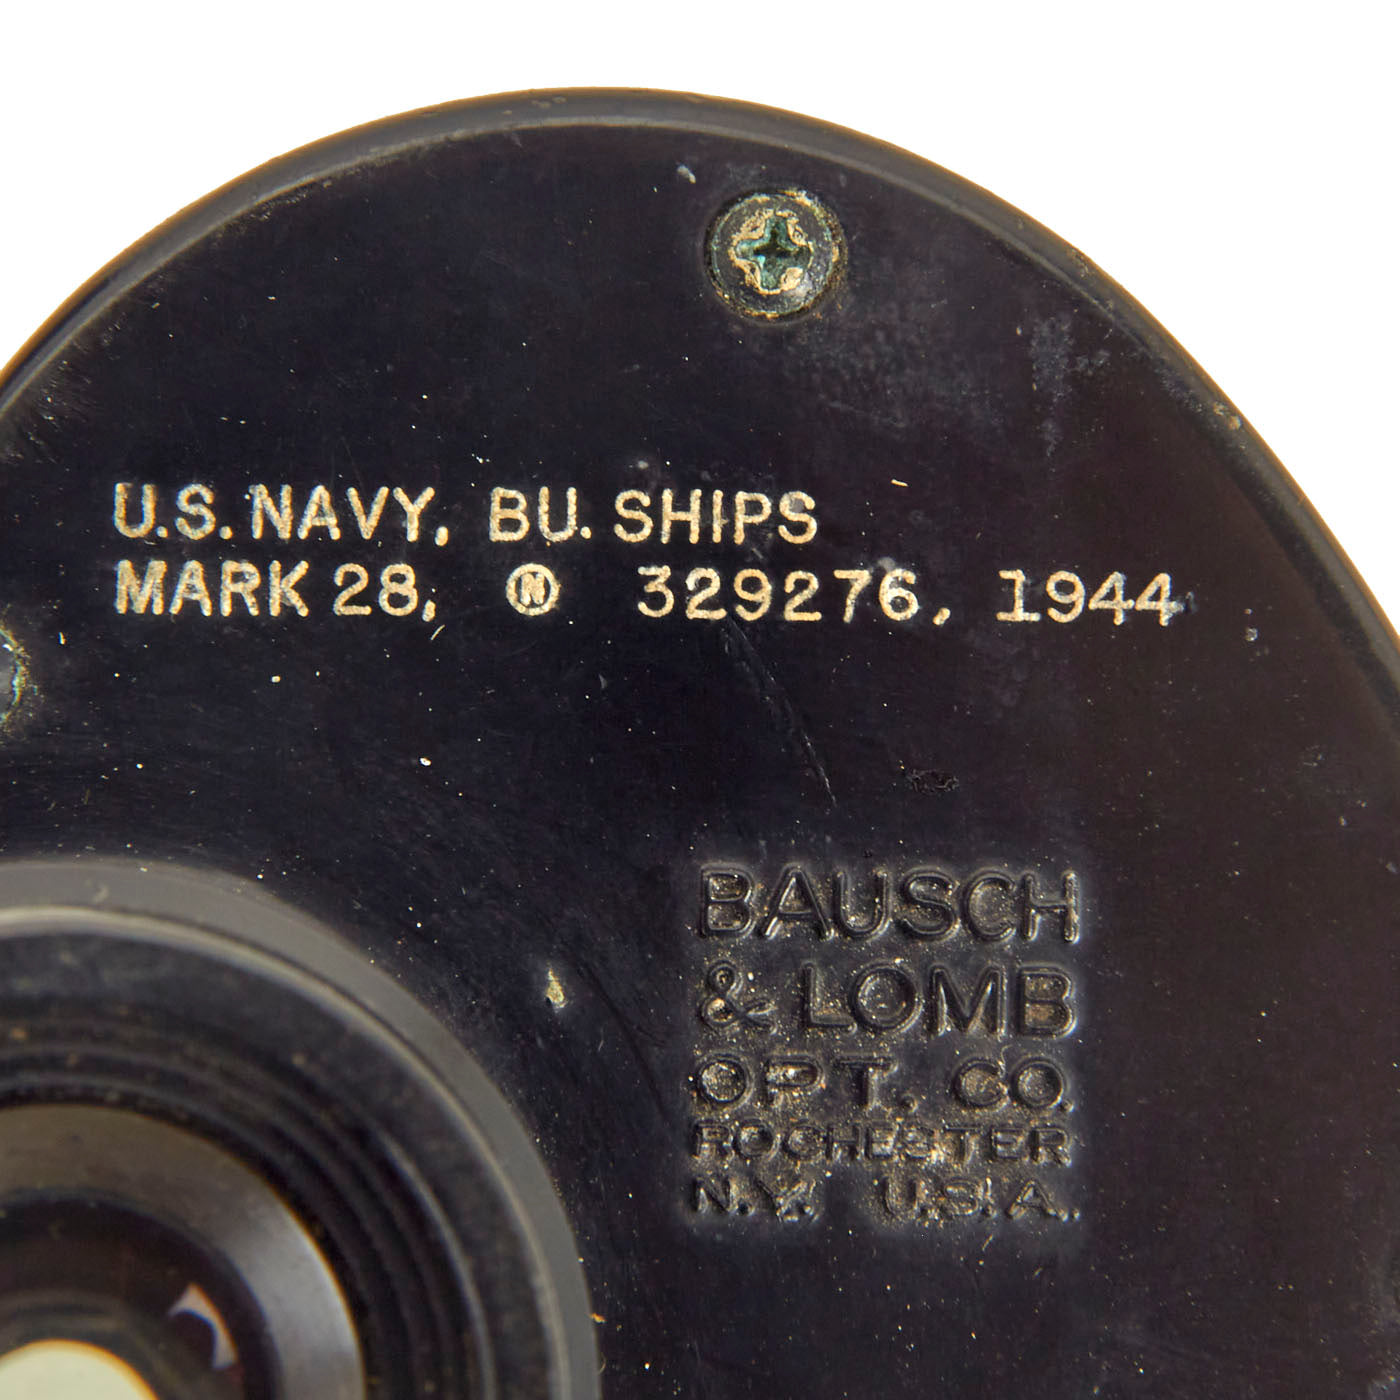 U.S. NAVY, BU. SHIPS
MARK 28, Ⓝ 329276, 1944
BAUSCH
& LOMB
OPT. CO.
ROCHESTER
N.Y. U.S.A.